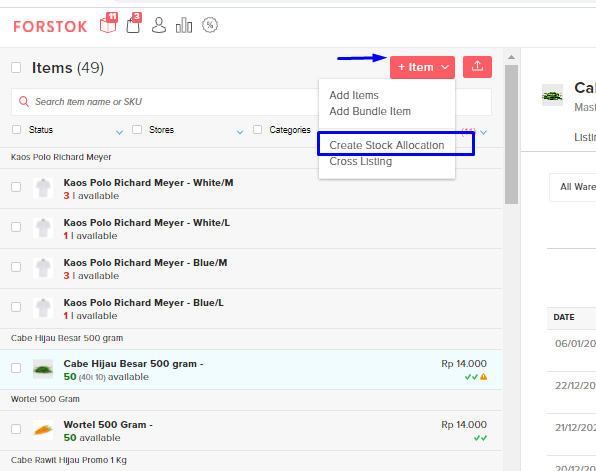 FORSTOK
11
3
Items (49)
+ Item
Search item name or SKU
Add Items
Add Bundle Item
Create Stock Allocation
Cross Listing
Status
Stores
Categories
(11)
Kaos Polo Richard Meyer
Kaos Polo Richard Meyer - White/M
3 I available
Kaos Polo Richard Meyer - White/L
1 I available
Kaos Polo Richard Meyer - Blue/M
3 I available
Kaos Polo Richard Meyer - Blue/L
1 I available
Cabe Hijau Besar 500 gram
Cabe Hijau Besar 500 gram -
Rp 14.000
50 (40I 10) available
Wortel 500 Gram
Wortel 500 Gram -
Rp 14.000
50 available
Cabe Rawit Hijau Promo 1 Kg
Ca
Mast
Listin
All Ware
DATE
06/01/20
22/12/20
21/12/202
20/12/20